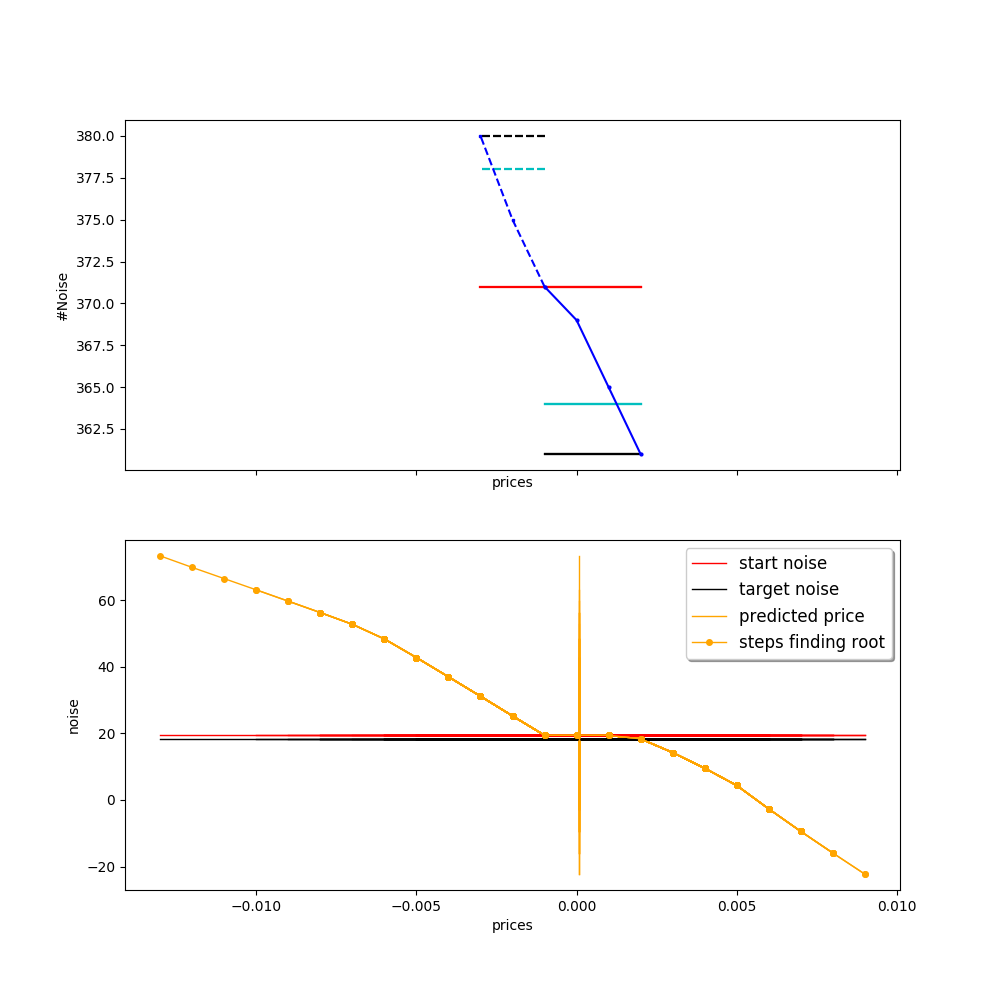 380.0
377.5
375.0
372.5
370.0
367.5
365.0
362.5
#Noise
prices
60
40
20
0
−20
noise
start noise
target noise
predicted price
steps finding root
−0.010 −0.005 0.000 0.005 0.010
prices